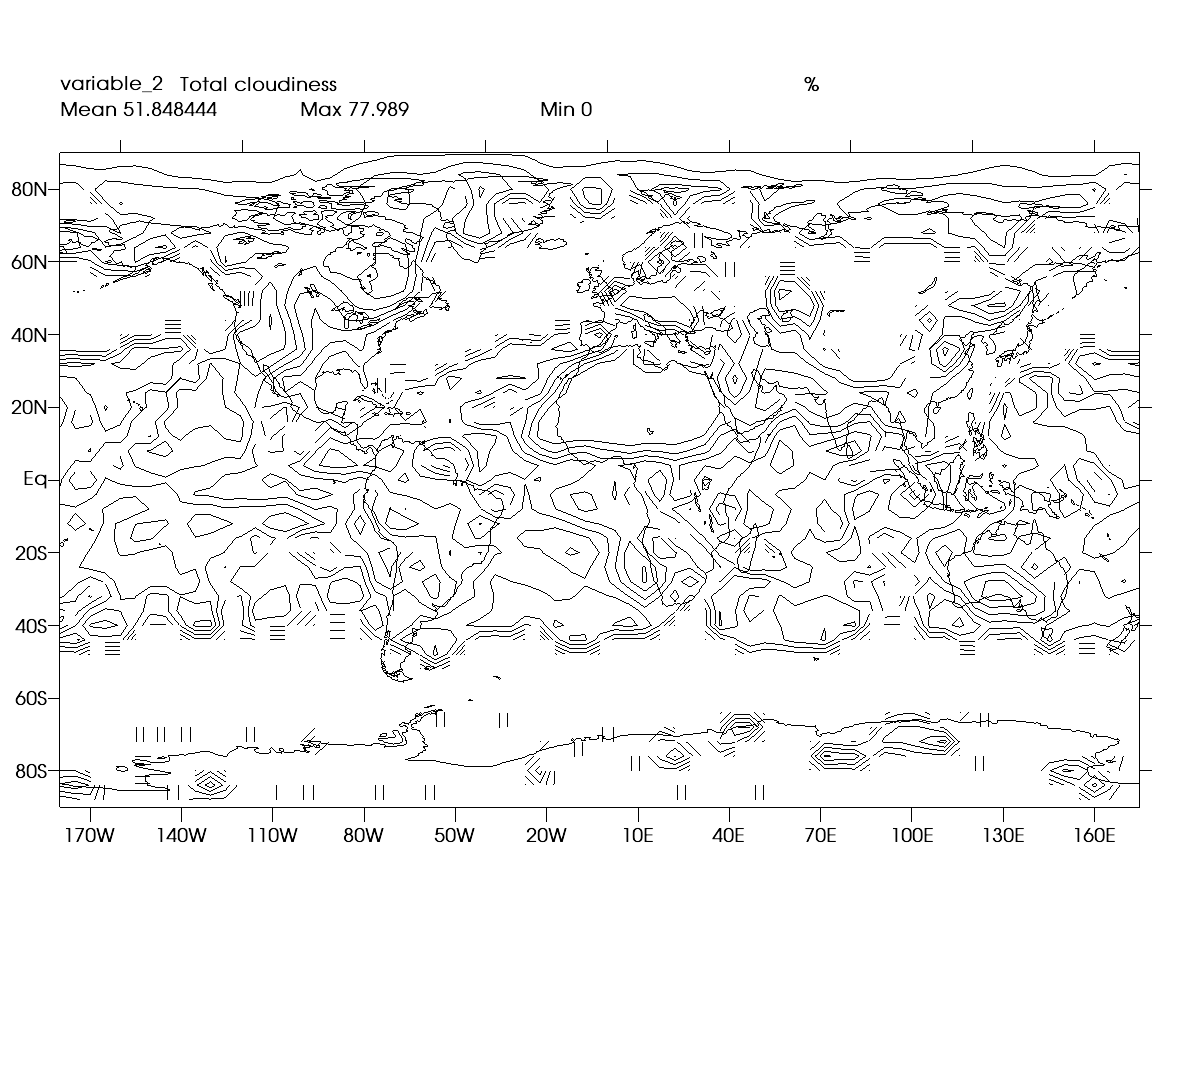 variable_2 Total cloudiness %
Mean 51.848444 Max 77.989 Min 0
80N
60N
40N
20N
Eq
20S
40S
60S
80S
170W 140W 110W 80W 50W 20W 10E 40E 70E 100E 130E 160E